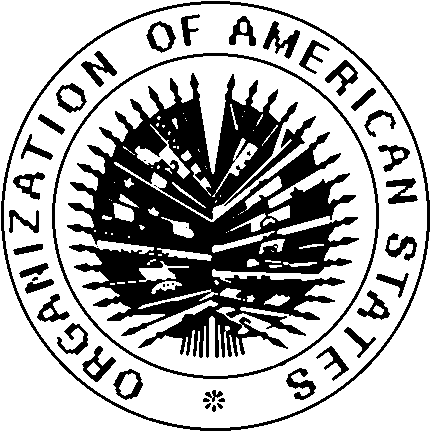 ORGANIZATION OF AMERICAN STATES